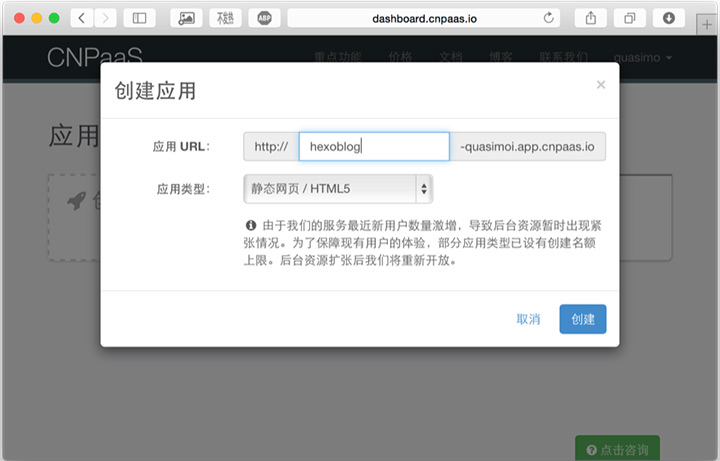 不发热
ABP
dashboard.cnpaas.io
CNPaaS
重点功能 价格 文档 博客 联系我们 quasimo
创建应用
×
应用 URL: http:// hexoblog -quasimoi.app.cnpaas.io
应用类型: 静态网页 / HTML5
由于我们的服务最近新用户数量激增，导致后台资源暂时出现紧
张情况。为了保障现有用户的体验，部分应用类型已设有创建名额
上限。后台资源扩张后我们将重新开放。
取消 创建
应用
点击咨询